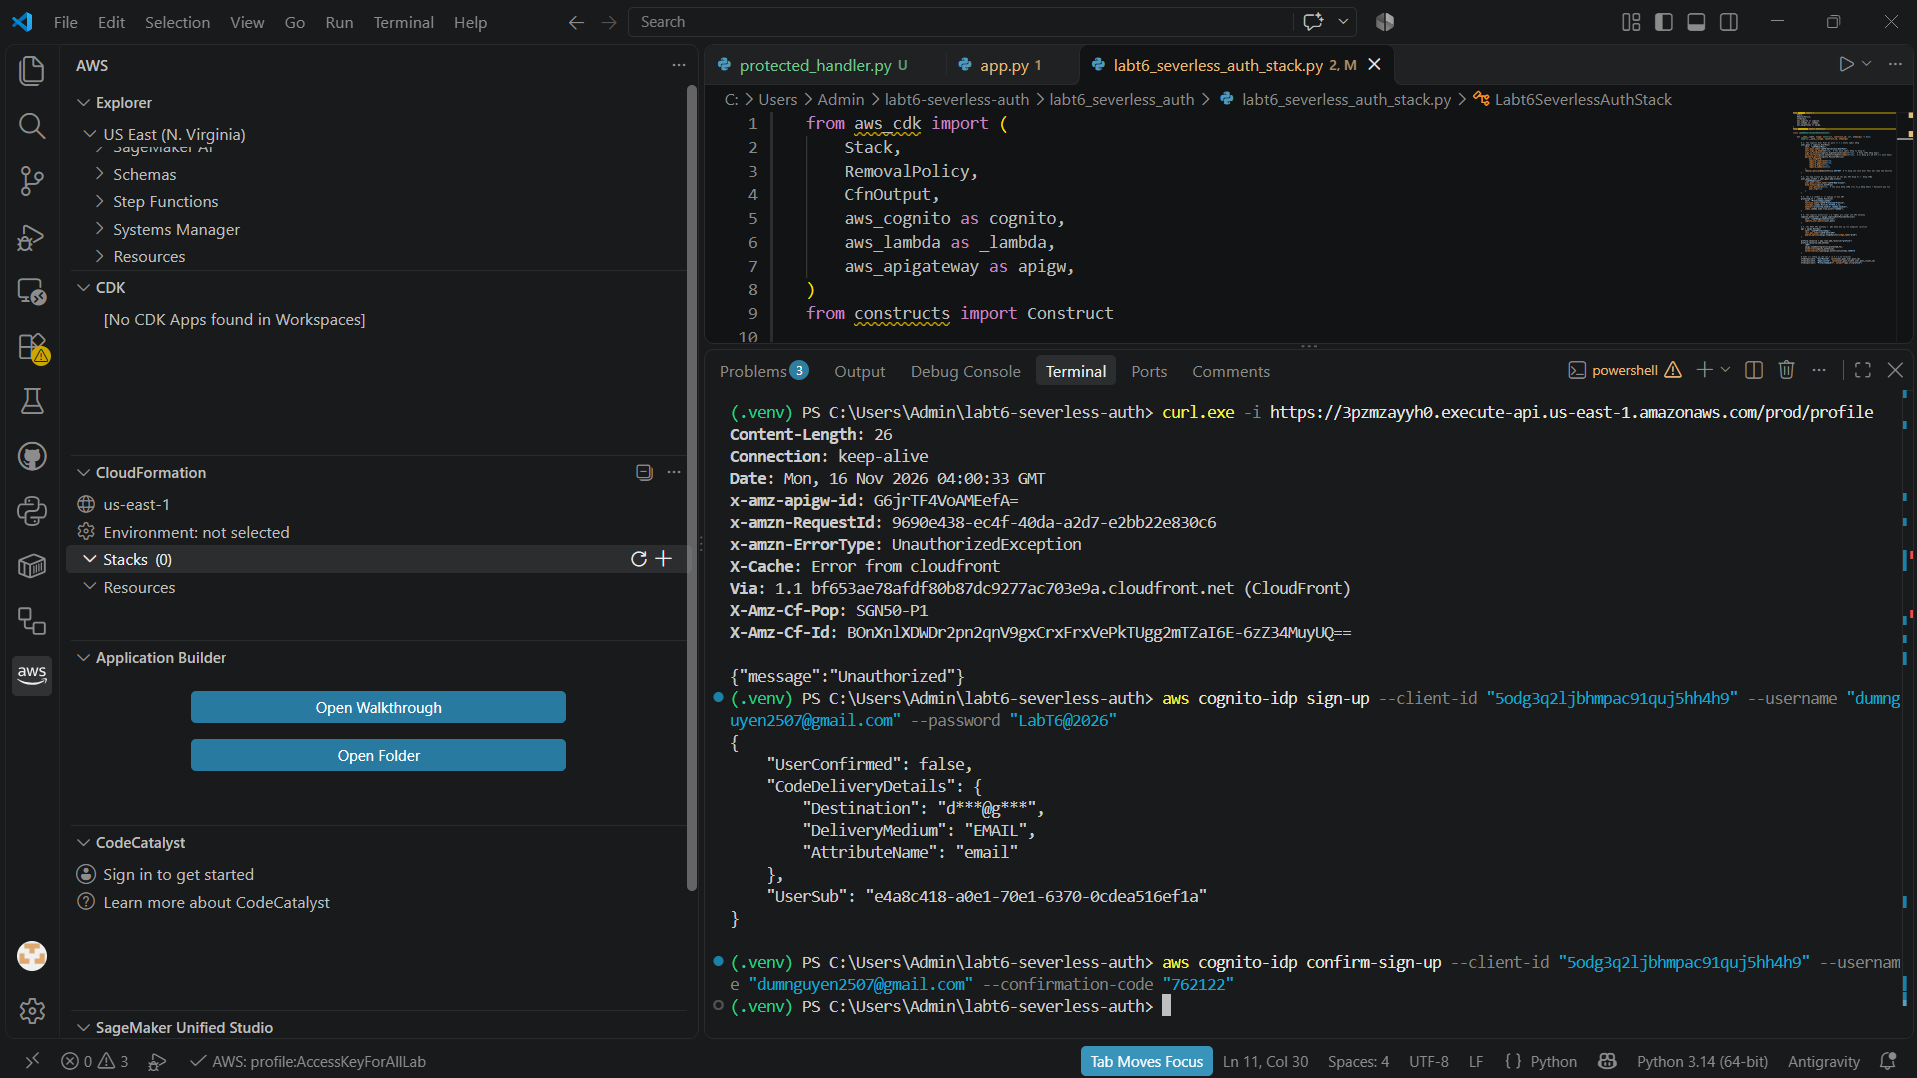 File Edit Selection View Go Run Terminal Help
Search
AWS
Explorer
US East (N. Virginia)
SageMaker AI
Schemas
Step Functions
Systems Manager
Resources
CDK
[No CDK Apps found in Workspaces]
CloudFormation
us-east-1
Environment: not selected
Stacks (0)
Resources
Application Builder
Open Walkthrough
Open Folder
CodeCatalyst
Sign in to get started
Learn more about CodeCatalyst
SageMaker Unified Studio
aws
protected_handler.py U
app.py 1
labt6_severless_auth_stack.py 2, M
C: > Users > Admin > labt6-severless-auth > labt6_severless_auth > labt6_severless_auth_stack.py > Labt6SeverlessAuthStack
1 from aws_cdk import (
2 Stack,
3 RemovalPolicy,
4 CfnOutput,
5 aws_cognito as cognito,
6 aws_lambda as _lambda,
7 aws_apigateway as apigw,
8 )
9 from constructs import Construct
10
Problems 3 Output Debug Console Terminal Ports Comments
powershell
(.venv) PS C:\Users\Admin\labt6-severless-auth> curl.exe -i https://3pzmzayyh0.execute-api.us-east-1.amazonaws.com/prod/profile
Content-Length: 26
Connection: keep-alive
Date: Mon, 16 Nov 2026 04:00:33 GMT
x-amz-apigw-id: G6jrTF4VoAMEefA=
x-amzn-RequestId: 9690e438-ec4f-40da-a2d7-e2bb22e830c6
x-amzn-ErrorType: UnauthorizedException
X-Cache: Error from cloudfront
Via: 1.1 bf653ae78afdf80b87dc9277ac703e9a.cloudfront.net (CloudFront)
X-Amz-Cf-Pop: SGN50-P1
X-Amz-Cf-Id: BOnXnlXDWDr2pn2qnV9gxCrxFrxVePkTUgg2mTZaI6E-6zZ34MuyUQ==
{"message":"Unauthorized"}
(.venv) PS C:\Users\Admin\labt6-severless-auth> aws cognito-idp sign-up --client-id "5odg3q2ljbhmpac91quj5hh4h9" --username "dumng
uyen2507@gmail.com" --password "LabT6@2026"
{
"UserConfirmed": false,
"CodeDeliveryDetails": {
"Destination": "d***@g***",
"DeliveryMedium": "EMAIL",
"AttributeName": "email"
},
"UserSub": "e4a8c418-a0e1-70e1-6370-0cdea516ef1a"
}
(.venv) PS C:\Users\Admin\labt6-severless-auth> aws cognito-idp confirm-sign-up --client-id "5odg3q2ljbhmpac91quj5hh4h9" --usernam
e "dumnguyen2507@gmail.com" --confirmation-code "762122"
(.venv) PS C:\Users\Admin\labt6-severless-auth>
0 3 AWS: profile:AccessKeyForAllLab
Tab Moves Focus Ln 11, Col 30 Spaces: 4 UTF-8 LF {} Python Python 3.14 (64-bit) Antigravity